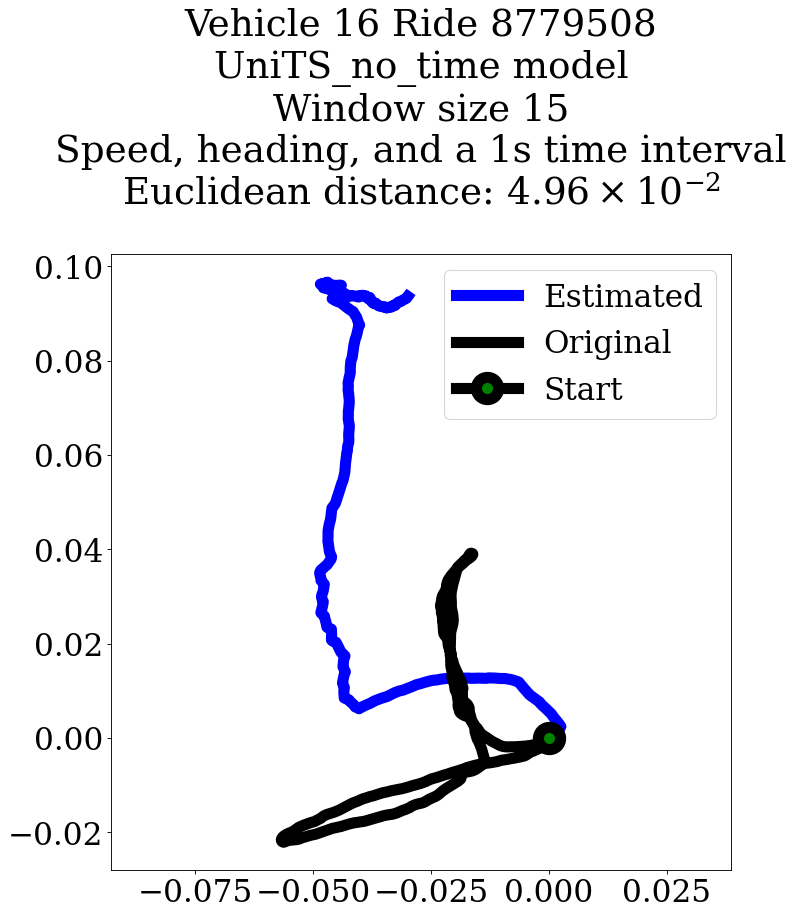 Vehicle 16 Ride 8779508
UniTS_no_time model
Window size 15
Speed, heading, and a 1s time interval
Euclidean distance: 4.96 × 10⁻²
0.10
Estimated
Original
Start
0.08
0.06
0.04
0.02
0.00
−0.02
−0.075 −0.050 −0.025 0.000 0.025